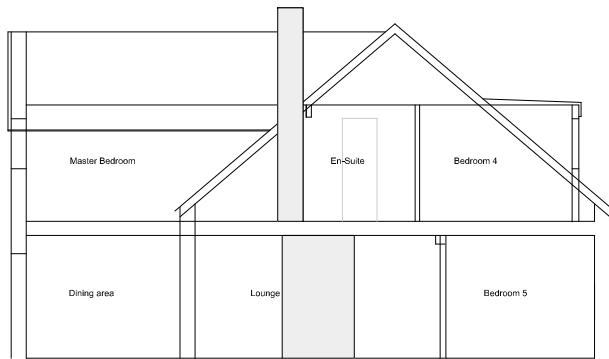 Master Bedroom
En-Suite
Bedroom 4
Dining area
Lounge
Bedroom 5